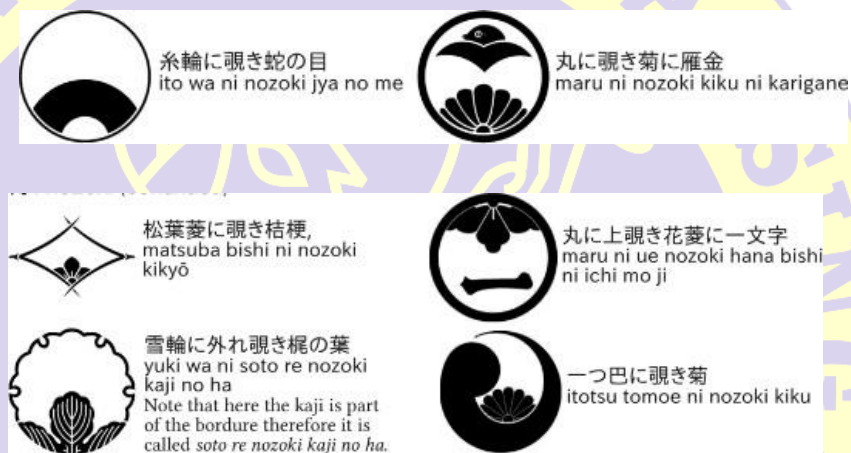 糸輪に覗き蛇の目
ito wa ni nozoki jya no me
丸に覗き菊に雁金
maru ni nozoki kiku ni karigane
松葉菱に覗き桔梗,
matsuba bishi ni nozoki
kikyō
丸に上覗き花菱に一文字
maru ni ue nozoki hana bishi
ni ichi mo ji
雪輪に外れ覗き梶の葉
yuki wa ni soto re nozoki
kaji no ha
Note that here the kaji is part
of the bordure therefore it is
called soto re nozoki kaji no ha.
一つ巴に覗き菊
itotsu tomoe ni nozoki kiku